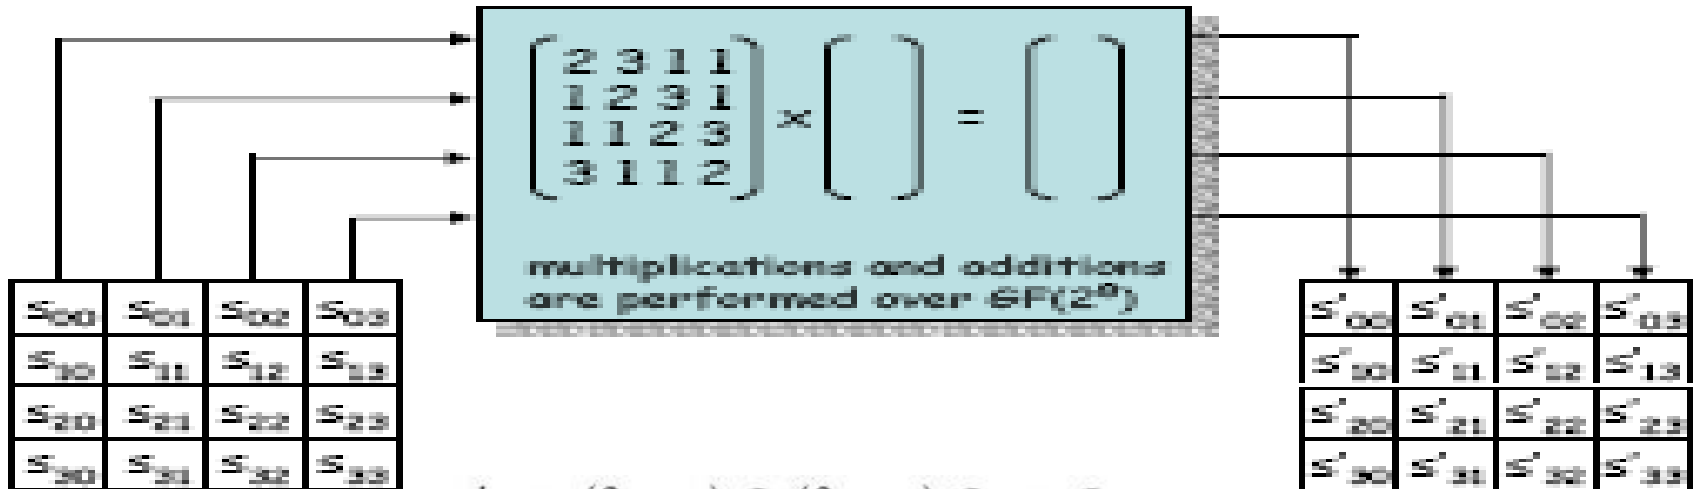 2 3 1 1
1 2 3 1
1 1 2 3
3 1 1 2
× =
multiplications and additions
are performed over GF(2⁸)
s₀₀ s₀₁ s₀₂ s₀₃
s₁₀ s₁₁ s₁₂ s₁₃
s₂₀ s₂₁ s₂₂ s₂₃
s₃₀ s₃₁ s₃₂ s₃₃
s'₀₀ s'₀₁ s'₀₂ s'₀₃
s'₁₀ s'₁₁ s'₁₂ s'₁₃
s'₂₀ s'₂₁ s'₂₂ s'₂₃
s'₃₀ s'₃₁ s'₃₂ s'₃₃